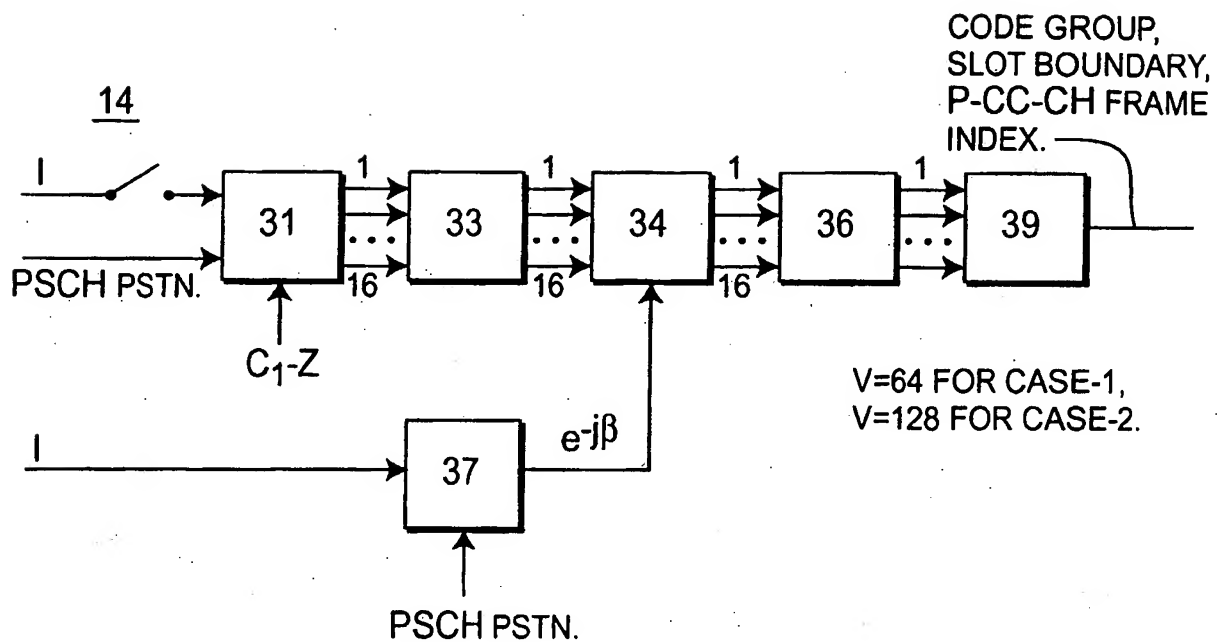 CODE GROUP,
SLOT BOUNDARY,
P-CC-CH FRAME
INDEX.
14
I
1
1
1
1
31
33
34
36
39
16
16
16
PSCH PSTN.
C1-Z
V=64 FOR CASE-1,
V=128 FOR CASE-2.
I
37
e-jβ
PSCH PSTN.